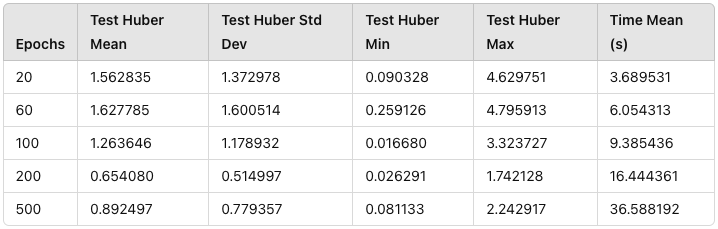 Epochs Test Huber Mean Test Huber Std Dev Test Huber Min Test Huber Max Time Mean (s)
20 1.562835 1.372978 0.090328 4.629751 3.689531
60 1.627785 1.600514 0.259126 4.795913 6.054313
100 1.263646 1.178932 0.016680 3.323727 9.385436
200 0.654080 0.514997 0.026291 1.742128 16.444361
500 0.892497 0.779357 0.081133 2.242917 36.588192